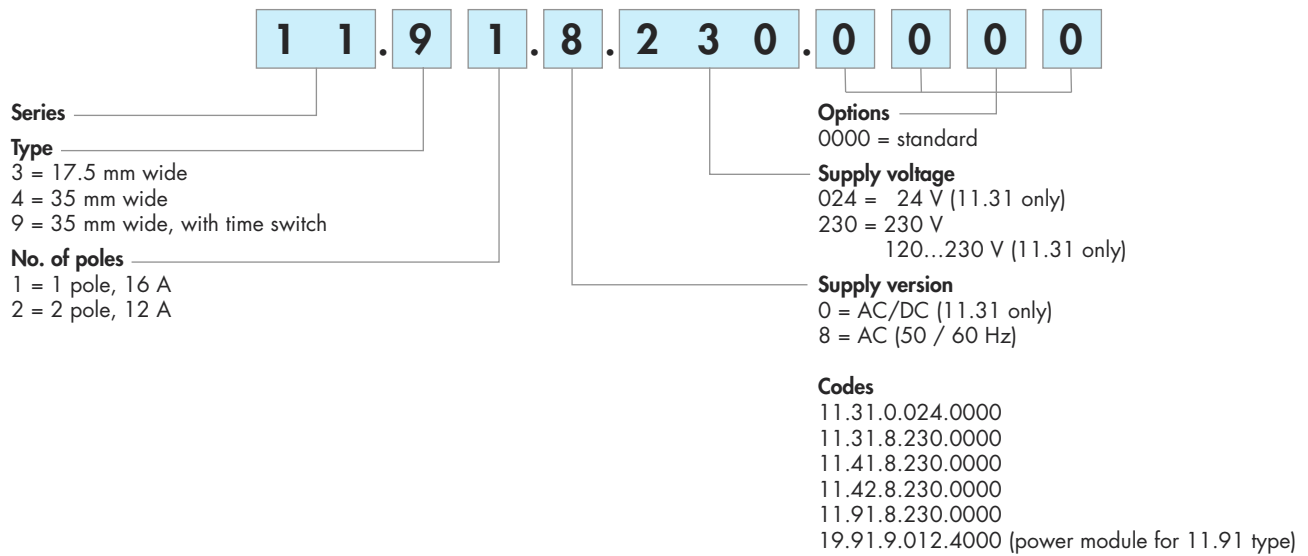 1 1.9 1.8.2 3 0.0 0 0 0
Series
Type
3 = 17.5 mm wide
4 = 35 mm wide
9 = 35 mm wide, with time switch
No. of poles
1 = 1 pole, 16 A
2 = 2 pole, 12 A
Options
0000 = standard
Supply voltage
024 = 24 V (11.31 only)
230 = 230 V
120...230 V (11.31 only)
Supply version
0 = AC/DC (11.31 only)
8 = AC (50 / 60 Hz)
Codes
11.31.0.024.0000
11.31.8.230.0000
11.41.8.230.0000
11.42.8.230.0000
11.91.8.230.0000
19.91.9.012.4000 (power module for 11.91 type)